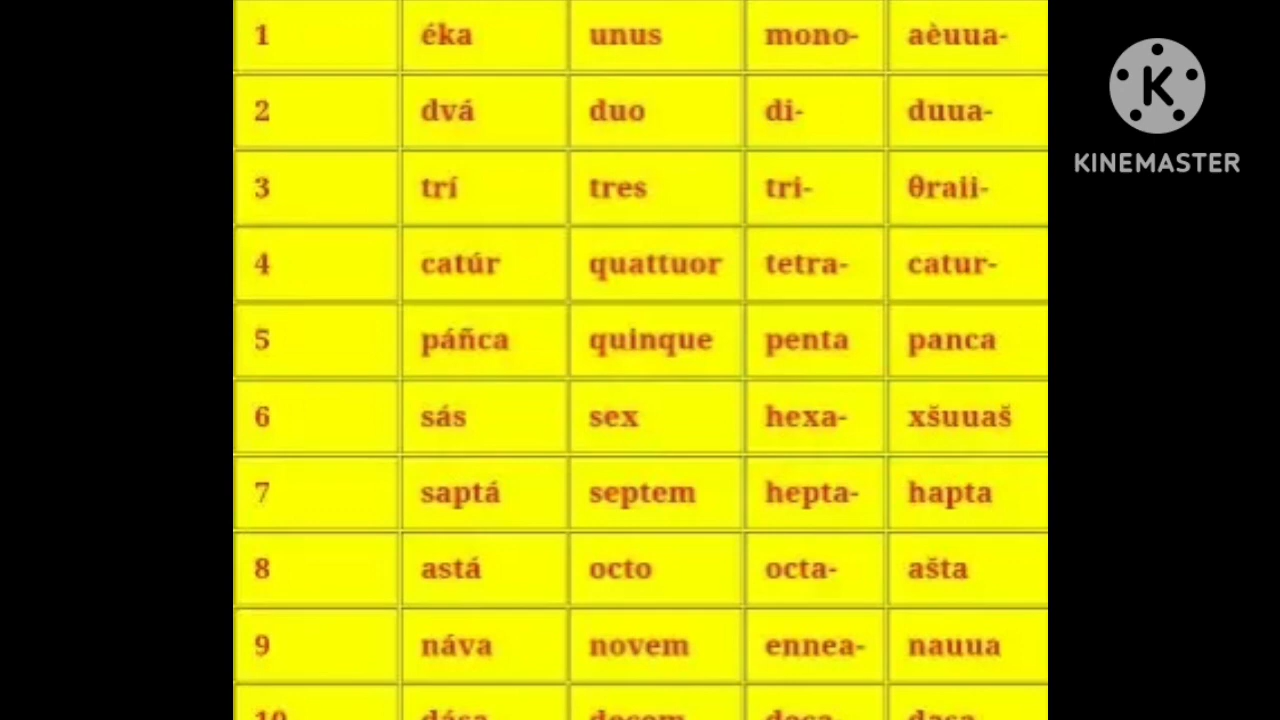 1 éka unus mono- aèuua-
2 dvá duo di- duua-
3 trí tres tri- θraii-
4 catúr quattuor tetra- catur-
5 páñca quinque penta panca
6 sás sex hexa- xšuuaš
7 saptá septem hepta- hapta
8 astá octo octa- ašta
9 náva novem ennea- nauua
K
KINEMASTER